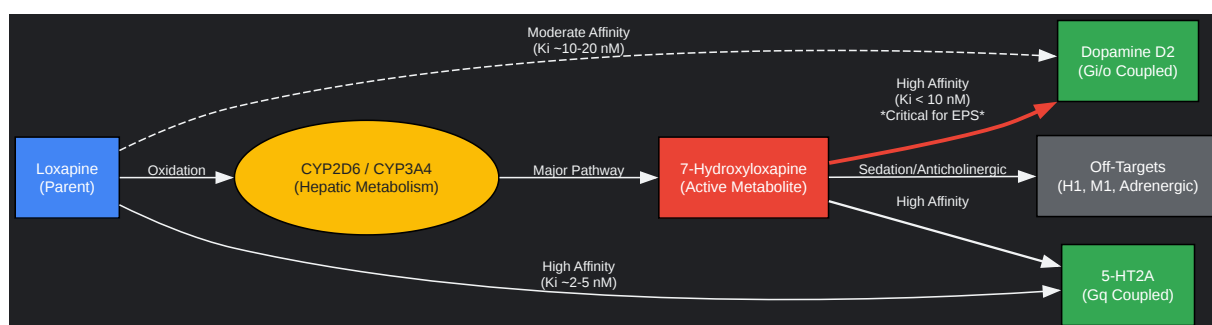 Moderate Affinity
(Ki ~10-20 nM)
Dopamine D2
(Gi/o Coupled)
High Affinity
(Ki < 10 nM)
*Critical for EPS*
Loxapine
(Parent)
Oxidation
CYP2D6 / CYP3A4
(Hepatic Metabolism)
Major Pathway
7-Hydroxyloxapine
(Active Metabolite)
Sedation/Anticholinergic
Off-Targets
(H1, M1, Adrenergic)
High Affinity
High Affinity
(Ki ~2-5 nM)
5-HT2A
(Gq Coupled)